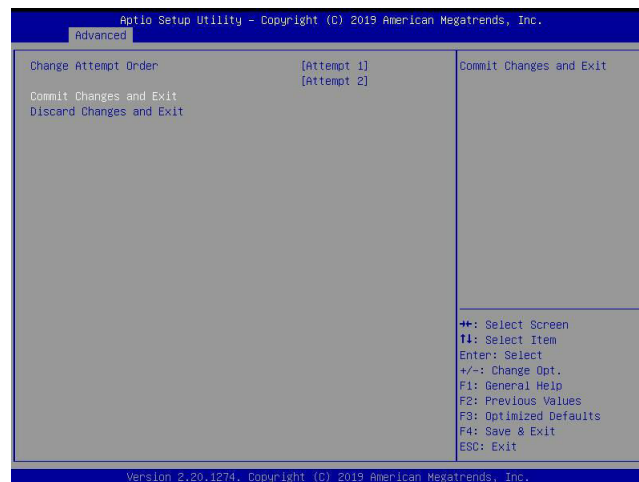 Aptio Setup Utility – Copyright (C) 2019 American Megatrends, Inc.
Advanced
Change Attempt Order [Attempt 1]
[Attempt 2]
Commit Changes and Exit
Discard Changes and Exit
Commit Changes and Exit
→←: Select Screen
↑↓: Select Item
Enter: Select
+/-: Change Opt.
F1: General Help
F2: Previous Values
F3: Optimized Defaults
F4: Save & Exit
ESC: Exit
Version 2.20.1274. Copyright (C) 2019 American Megatrends, Inc.